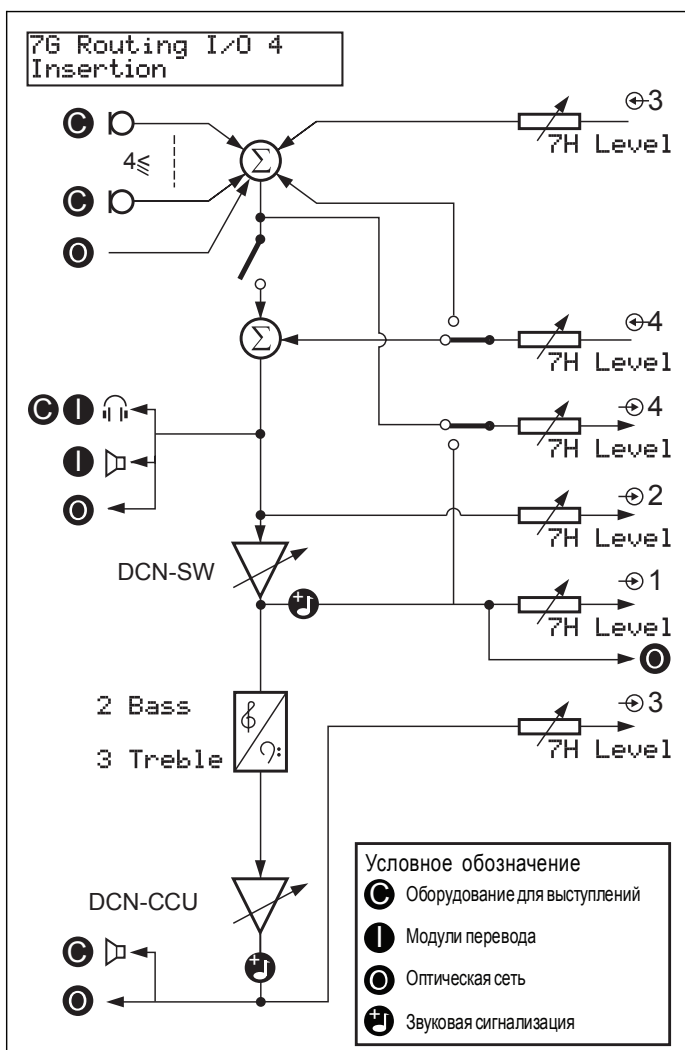 7G Routing I/O 4
Insertion
C
3
7H Level
4≤
Σ
C
O
4
Σ
7H Level
C I
4
7H Level
I
O
2
7H Level
DCN-SW
1
7H Level
O
2 Bass
3 Treble
3
7H Level
DCN-CCU
C
O
Условное обозначение
C Оборудование для выступлений
I Модули перевода
O Оптическая сеть
Звуковая сигнализация